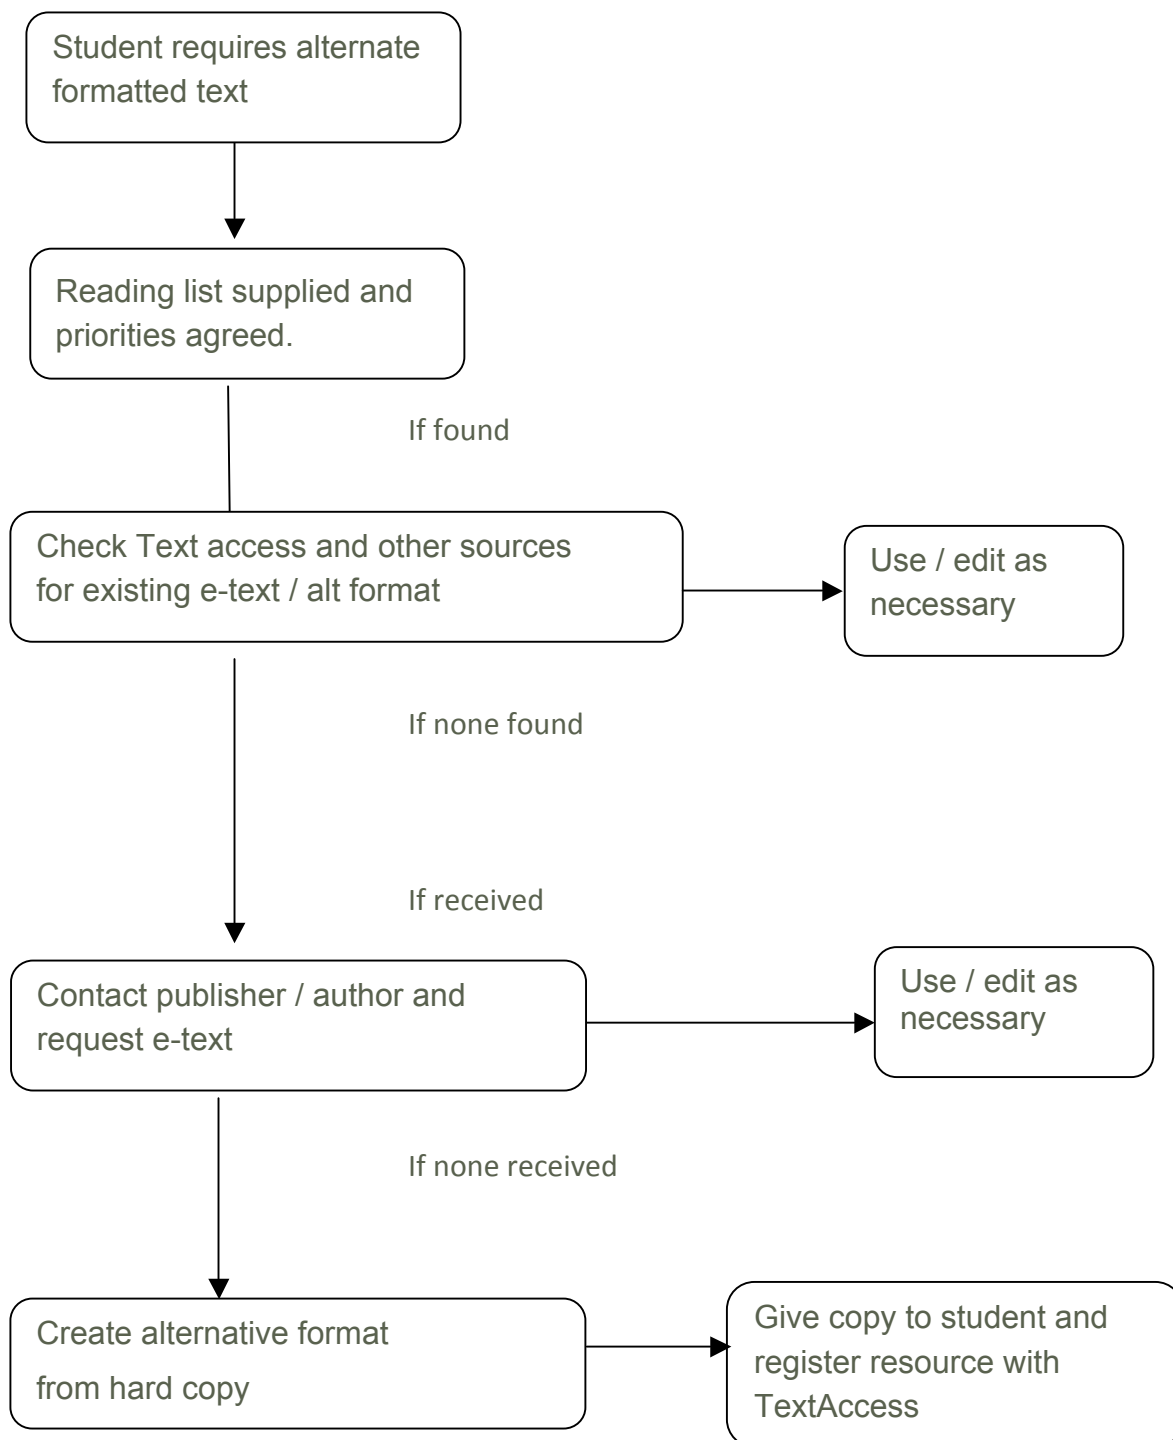 Student requires alternate
formatted text
Reading list supplied and
priorities agreed.
If found
Check Text access and other sources
for existing e-text / alt format
Use / edit as
necessary
If none found
If received
Contact publisher / author and
request e-text
Use / edit as
necessary
If none received
Create alternative format
from hard copy
Give copy to student and
register resource with
TextAccess